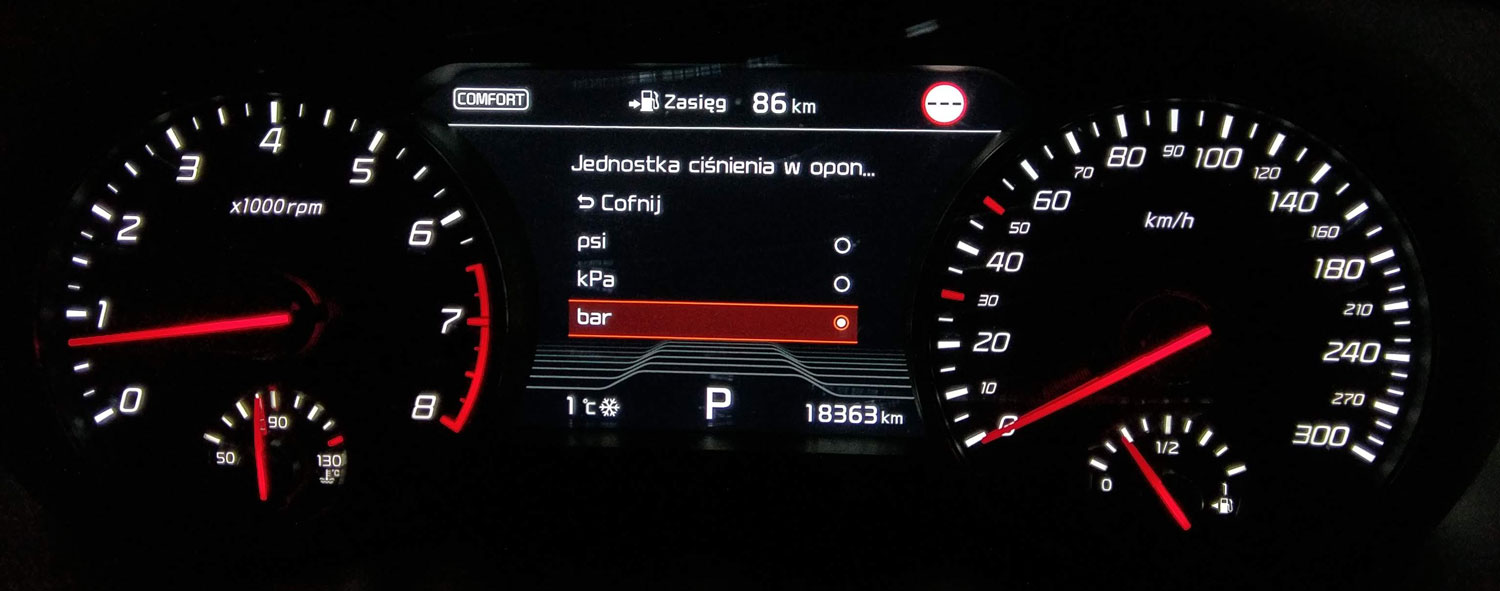 COMFORT
Zasięg 86 km
---
Jednostka ciśnienia w opon...
Cofnij
psi
kPa
bar
1 °C
P
18363 km
x1000rpm
0
1
2
3
4
5
6
7
8
50
90
130
°C
km/h
0
10
20
30
40
50
60
70
80
90
100
120
140
160
180
210
240
270
300
0
1/2
1